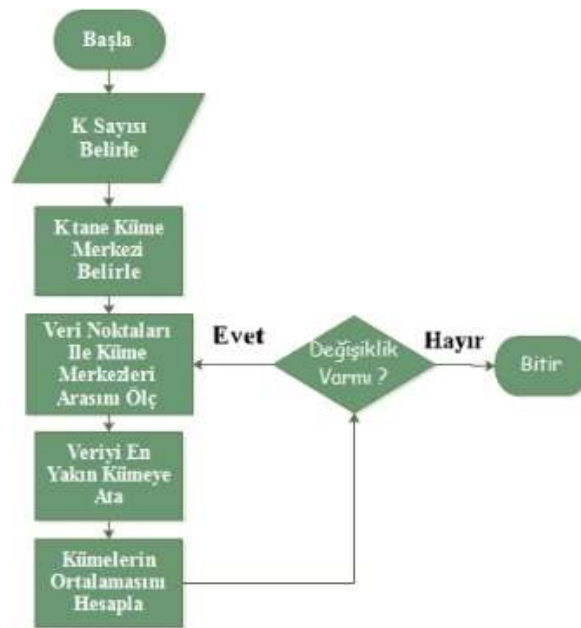 Başla
K Sayısı
Belirle
K tane Küme
Merkezi
Belirle
Veri Noktaları
Ile Küme
Merkezleri
Arasını Ölç
Veriyi En
Yakın Kümeye
Ata
Kümelerin
Ortalamasını
Hesapla
Evet
Değişiklik
Varmı ?
Hayır
Bitir